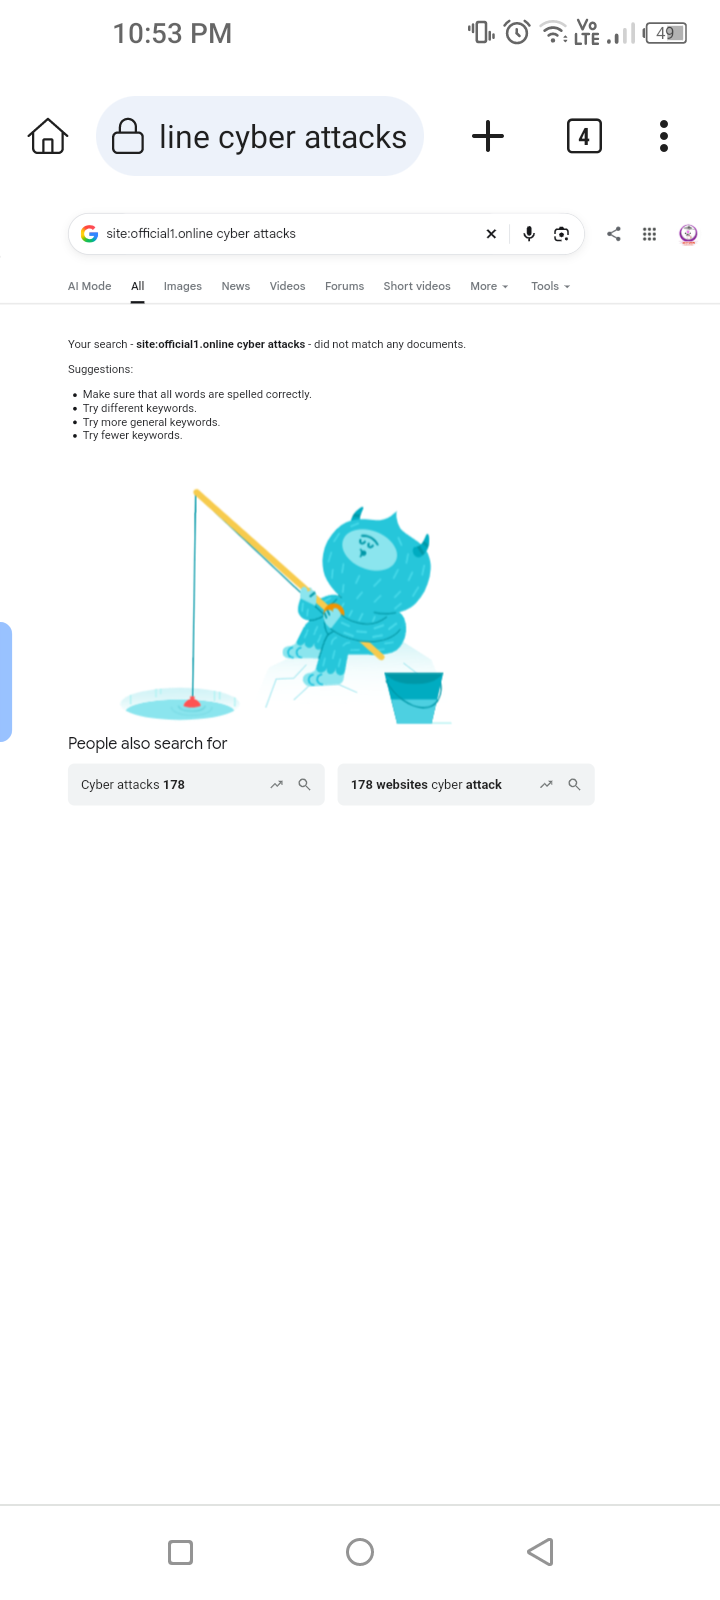 10:53 PM
Vo
LTE
49
line cyber attacks
4
site:official1.online cyber attacks
AI Mode All Images News Videos Forums Short videos More Tools
Your search - site:official1.online cyber attacks - did not match any documents.
Suggestions:
Make sure that all words are spelled correctly.
Try different keywords.
Try more general keywords.
Try fewer keywords.
People also search for
Cyber attacks 178
178 websites cyber attack